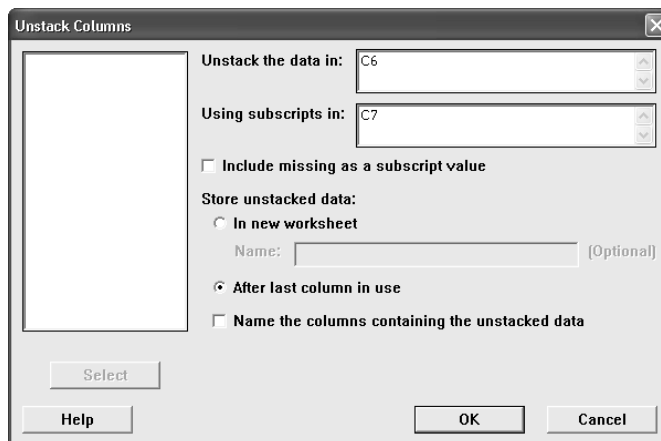 Unstack Columns
Unstack the data in: C6
Using subscripts in: C7
Include missing as a subscript value
Store unstacked data:
In new worksheet
Name: (Optional)
After last column in use
Name the columns containing the unstacked data
Select
Help OK Cancel